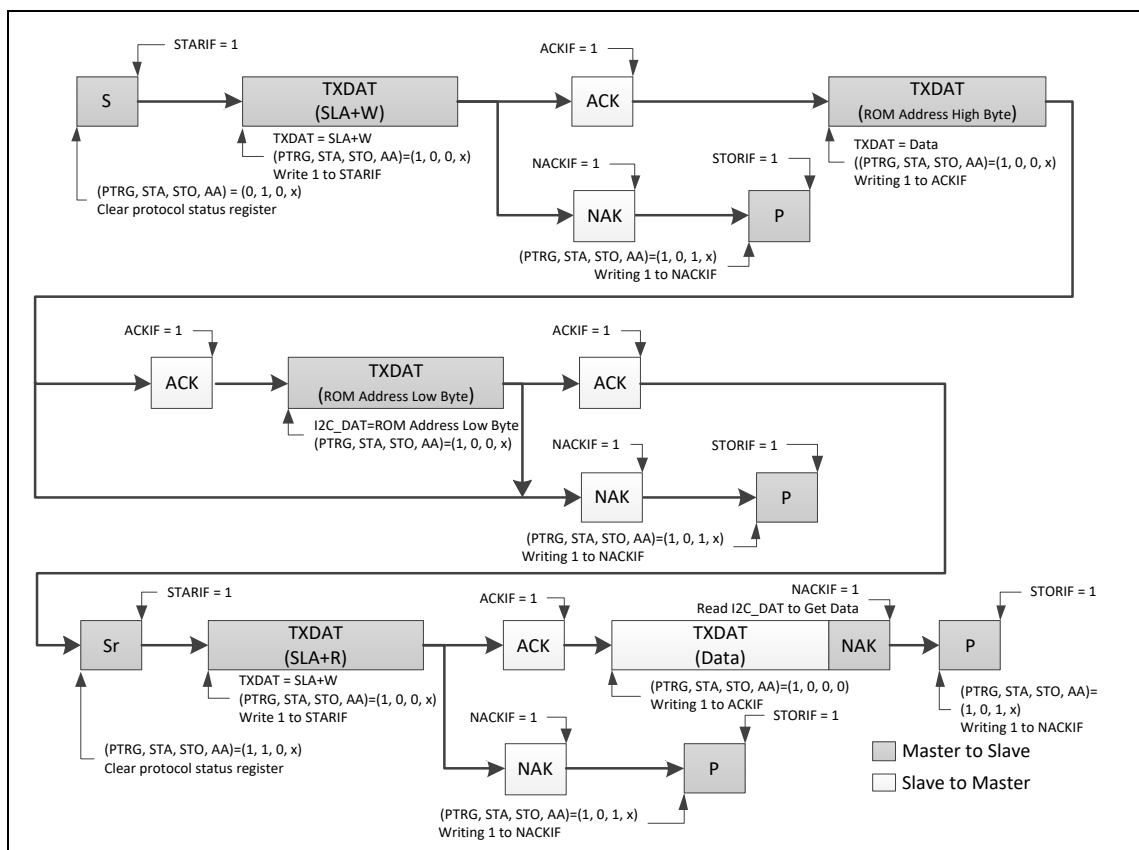 STARIF = 1
ACKIF = 1
S
TXDAT
(SLA+W)
ACK
TXDAT
(ROM Address High Byte)
TXDAT = SLA+W
(PTRG, STA, STO, AA)=(1, 0, 0, x)
Write 1 to STARIF
TXDAT = Data
((PTRG, STA, STO, AA)=(1, 0, 0, x)
Writing 1 to ACKIF
(PTRG, STA, STO, AA) = (0, 1, 0, x)
Clear protocol status register
NACKIF = 1
STORIF = 1
NAK
P
(PTRG, STA, STO, AA)=(1, 0, 1, x)
Writing 1 to NACKIF
ACKIF = 1
ACKIF = 1
ACK
TXDAT
(ROM Address Low Byte)
ACK
I2C_DAT=ROM Address Low Byte
(PTRG, STA, STO, AA)=(1, 0, 0, x)
NACKIF = 1
STORIF = 1
NAK
P
(PTRG, STA, STO, AA)=(1, 0, 1, x)
Writing 1 to NACKIF
STARIF = 1
ACKIF = 1
NACKIF = 1
Read I2C_DAT to Get Data
STORIF = 1
Sr
TXDAT
(SLA+R)
ACK
TXDAT
(Data)
NAK
P
TXDAT = SLA+W
(PTRG, STA, STO, AA)=(1, 0, 0, x)
Write 1 to STARIF
(PTRG, STA, STO, AA)=(1, 0, 0, 0)
Writing 1 to ACKIF
(PTRG, STA, STO, AA)=
(1, 0, 1, x)
Writing 1 to NACKIF
(PTRG, STA, STO, AA)=(1, 1, 0, x)
Clear protocol status register
NACKIF = 1
STORIF = 1
NAK
P
(PTRG, STA, STO, AA)=(1, 0, 1, x)
Writing 1 to NACKIF
Master to Slave
Slave to Master